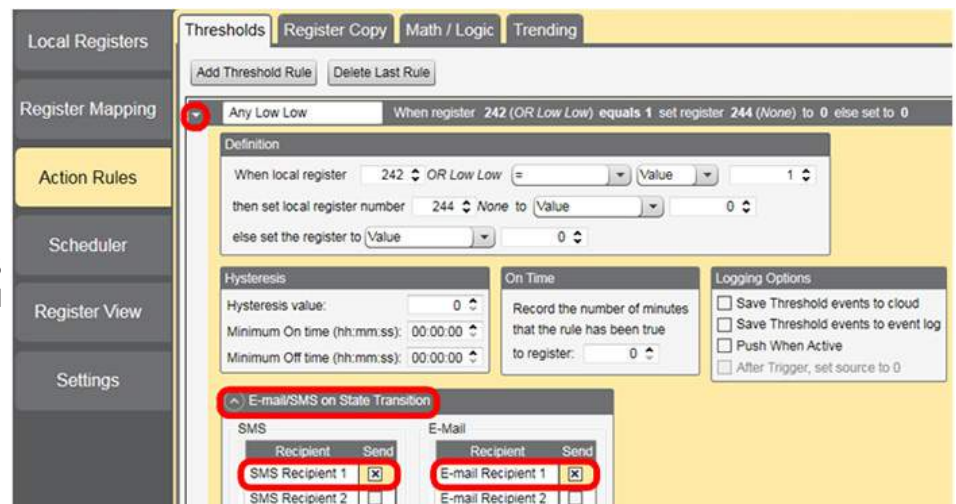 Local Registers
Register Mapping
Action Rules
Scheduler
Register View
Settings
Thresholds Register Copy Math / Logic Trending
Add Threshold Rule Delete Last Rule
Any Low Low When register 242 (OR Low Low) equals 1 set register 244 (None) to 0 else set to 0
Definition
When local register 242 OR Low Low = Value 1
then set local register number 244 None to Value 0
else set the register to Value 0
Hysteresis
Hysteresis value: 0
Minimum On time (hh:mm:ss): 00:00:00
Minimum Off time (hh:mm:ss): 00:00:00
On Time
Record the number of minutes
that the rule has been true
to register: 0
Logging Options
Save Threshold events to cloud
Save Threshold events to event log
Push When Active
After Trigger, set source to 0
E-mail/SMS on State Transition
SMS
Recipient Send
SMS Recipient 1
SMS Recipient 2
E-Mail
Recipient Send
E-mail Recipient 1
E-mail Recipient 2